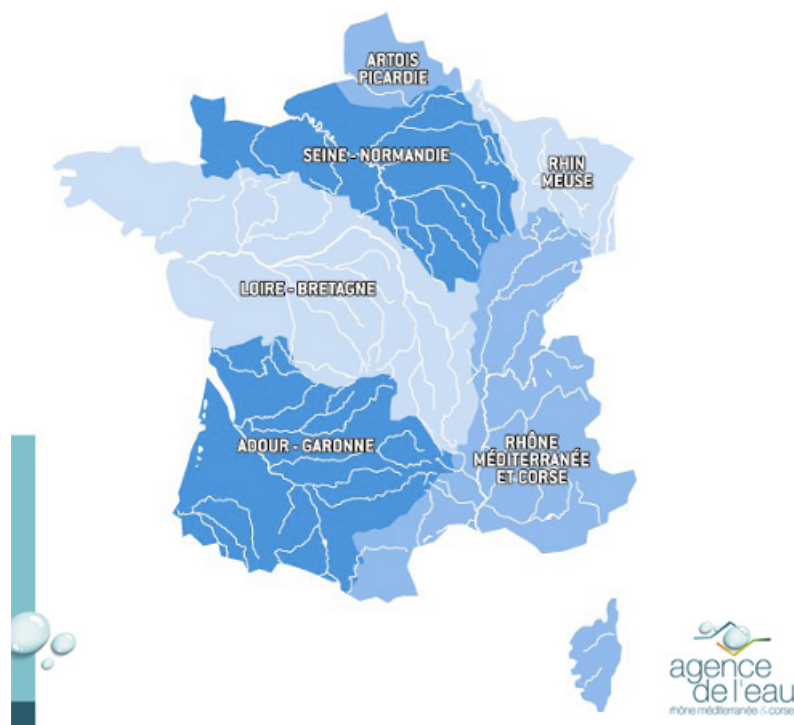 ARTOIS
PICARDIE
SEINE - NORMANDIE
RHIN
MEUSE
LOIRE - BRETAGNE
ADOUR - GARONNE
RHÔNE
MÉDITERRANÉE
ET CORSE
agence
de l'eau
rhône méditerranée & corse